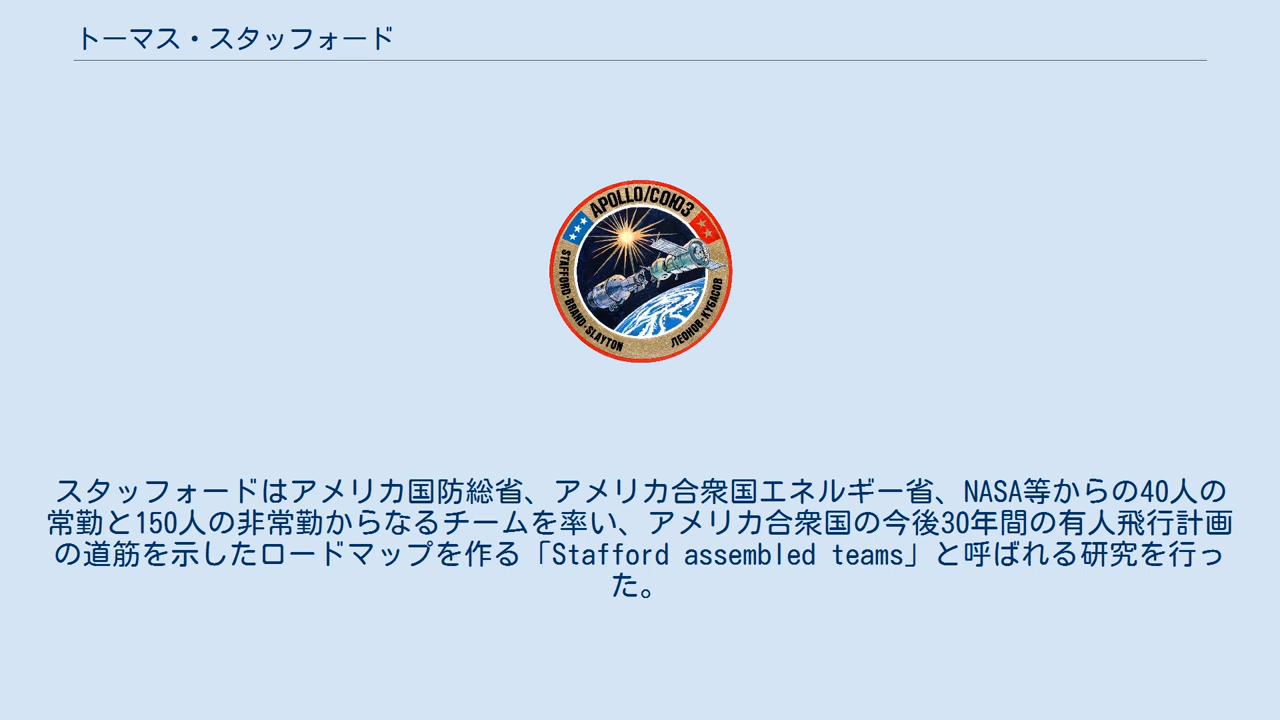 トーマス・スタッフォード
APOLLO/СОЮЗ
STAFFORD·BRAND·SLAYTON
ЛЕОНОВ·КУБАСОВ
スタッフォードはアメリカ国防総省、アメリカ合衆国エネルギー省、NASA等からの40人の
常勤と150人の非常勤からなるチームを率い、アメリカ合衆国の今後30年間の有人飛行計画
の道筋を示したロードマップを作る「Stafford assembled teams」と呼ばれる研究を行っ
た。